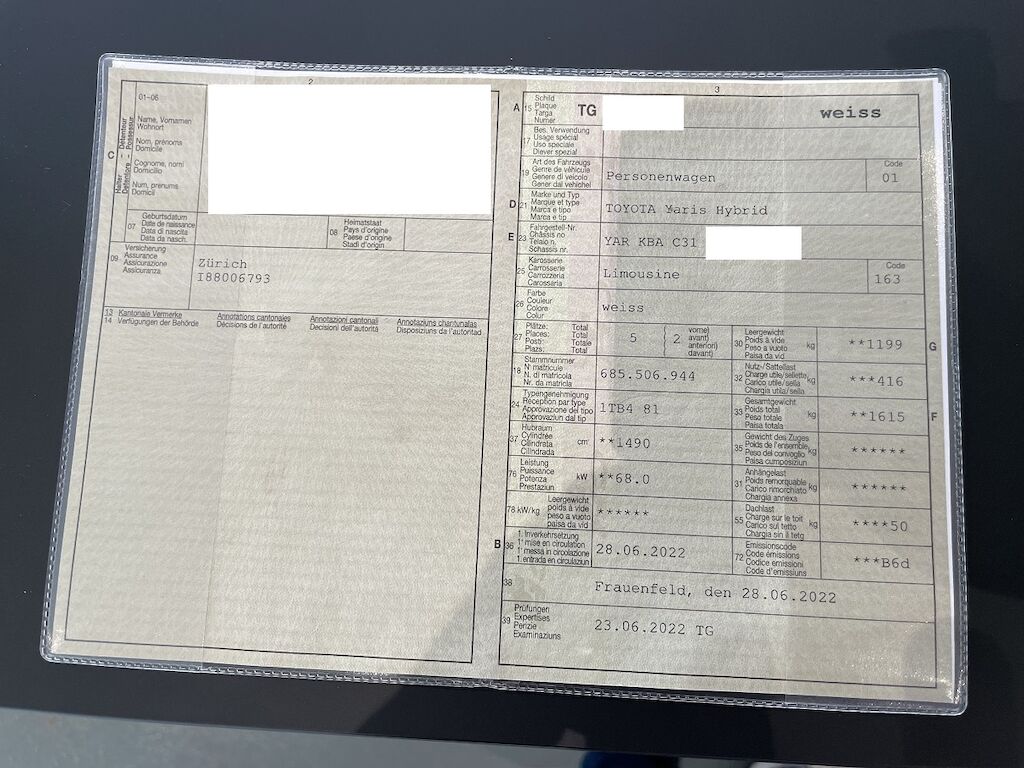 2
01-06
Halter - Détenteur
Detentore - Possessur
C
Name, Vornamen
Wohnort
Nom, prénoms
Domicile
Cognome, nomi
Domicilio
Num, prenums
Domicil
07
Geburtsdatum
Date de naissance
Data di nascita
Data da nasch.
08
Heimatstaat
Pays d'origine
Paese d'origine
Stadi d'origin
09
Versicherung
Assurance
Assicurazione
Assicuranza
Zürich
I88006793
13 Kantonale Vermerke Annotations cantonales Annotazioni cantonali Annotaziuns chantunalas
14 Verfügungen der Behörde Décisions de l'autorité Decisioni dell'autorità Disposiziuns da l'autoritad
3
A 15
Schild
Plaque
Targa
Numer
TG weiss
17
Bes. Verwendung
Usage spécial
Uso speciale
Diever spezial
19
Art des Fahrzeugs
Genre de véhicule
Genere di veicolo
Gener dal vehichel
Personenwagen
Code
01
D 21
Marke und Typ
Marque et type
Marca e tipo
Marca e tip
TOYOTA Yaris Hybrid
E 23
Fahrgestell-Nr.
Châssis no
Telaio n.
Schassis nr.
YAR KBA C31
25
Karosserie
Carrosserie
Carrozzeria
Carossaria
Limousine
Code
163
26
Farbe
Couleur
Colore
Colur
weiss
27
Plätze: Total
Places: Total
Posti: Totale
Plazs: Total
5 2
vorne)
avant)
anteriori)
davant)
30
Leergewicht
Poids à vide
Peso a vuoto
Paisa da vid
kg
**1199
G
18
Stammnummer
N° matricule
N. di matricola
Nr. da matricla
685.506.944
32
Nutz-/Sattellast
Charge utile/sellette
Carico utile/sella
Chargia utila/sella
kg
***416
24
Typengenehmigung
Réception par type
Approvazione del tipo
Approvaziun dal tip
1TB4 81
33
Gesamtgewicht
Poids total
Peso totale
Paisa totala
kg
**1615
F
37
Hubraum
Cylindrée
Cilindrata
Cilindrada
cm³
**1490
35
Gewicht des Zuges
Poids de l'ensemble
Peso del convoglio
Paisa cumposiziun
kg
******
76
Leistung
Puissance
Potenza
Prestaziun
kW
**68.0
31
Anhängelast
Poids remorquable
Carico rimorchiato
Chargia annexa
kg
******
78 kW/kg
Leergewicht
poids à vide
peso a vuoto
paisa da vid
******
55
Dachlast
Charge sur le toit
Carico sul tetto
Chargia sin il tetg
kg
****50
B 36
1. Inverkehrsetzung
1re mise en circulation
1a messa in circolazione
1. entrada en circulaziun
28.06.2022
72
Emissionscode
Code émissions
Codice emissioni
Code d'emissiuns
***B6d
38
Frauenfeld, den 28.06.2022
39
Prüfungen
Expertises
Perizie
Examinaziuns
23.06.2022 TG